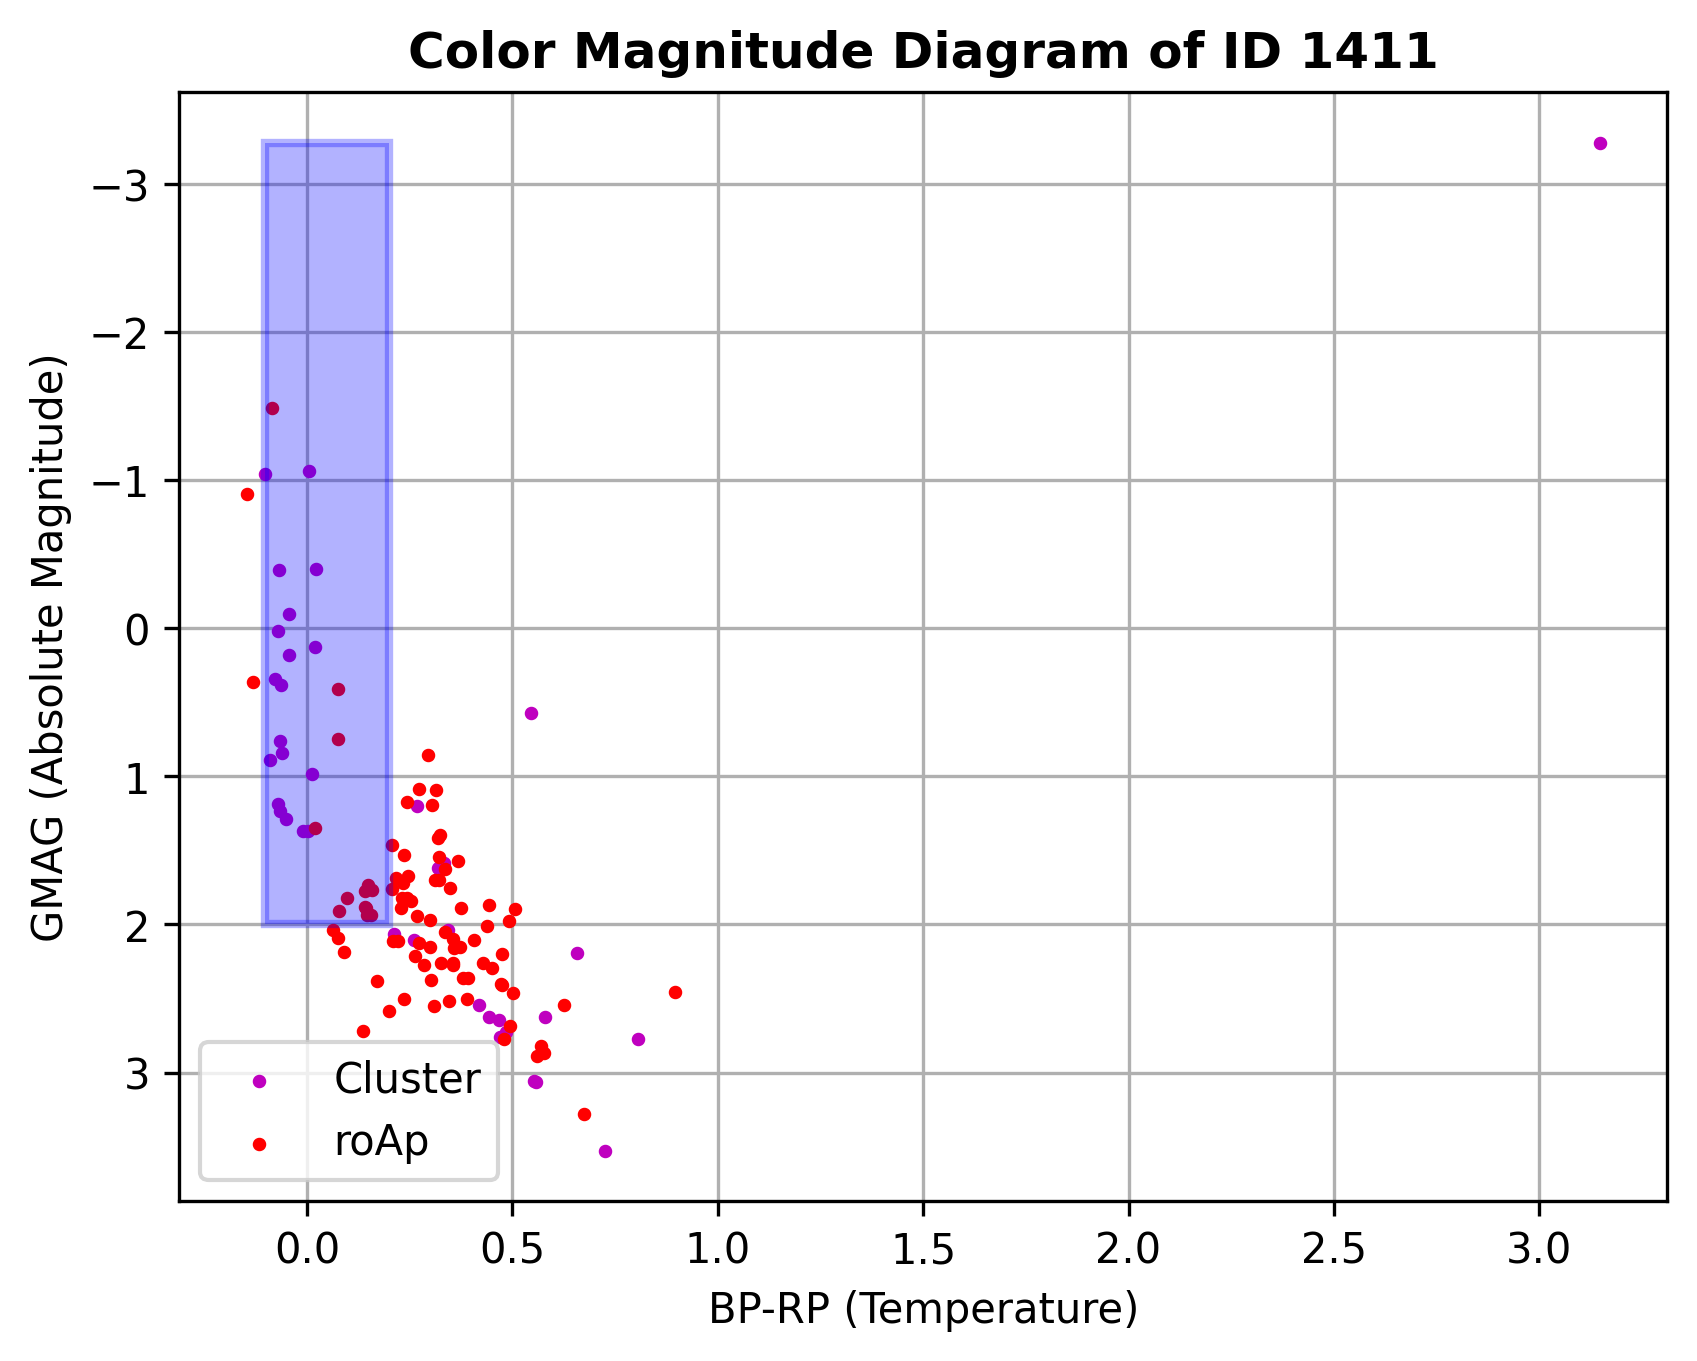 Color Magnitude Diagram of ID 1411
−3
−2
−1
0
1
2
3
GMAG (Absolute Magnitude)
Cluster
roAp
0.0 0.5 1.0 1.5 2.0 2.5 3.0
BP-RP (Temperature)